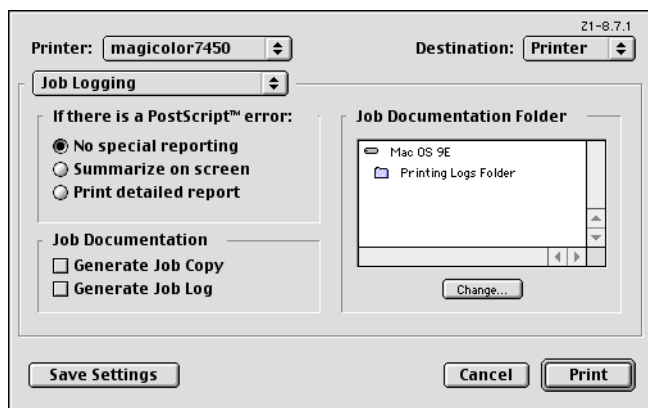 Z1-8.7.1
Printer: magicolor7450 Destination: Printer
Job Logging
If there is a PostScript™ error:
No special reporting
Summarize on screen
Print detailed report
Job Documentation
Generate Job Copy
Generate Job Log
Job Documentation Folder
Mac OS 9E
Printing Logs Folder
Change...
Save Settings Cancel Print